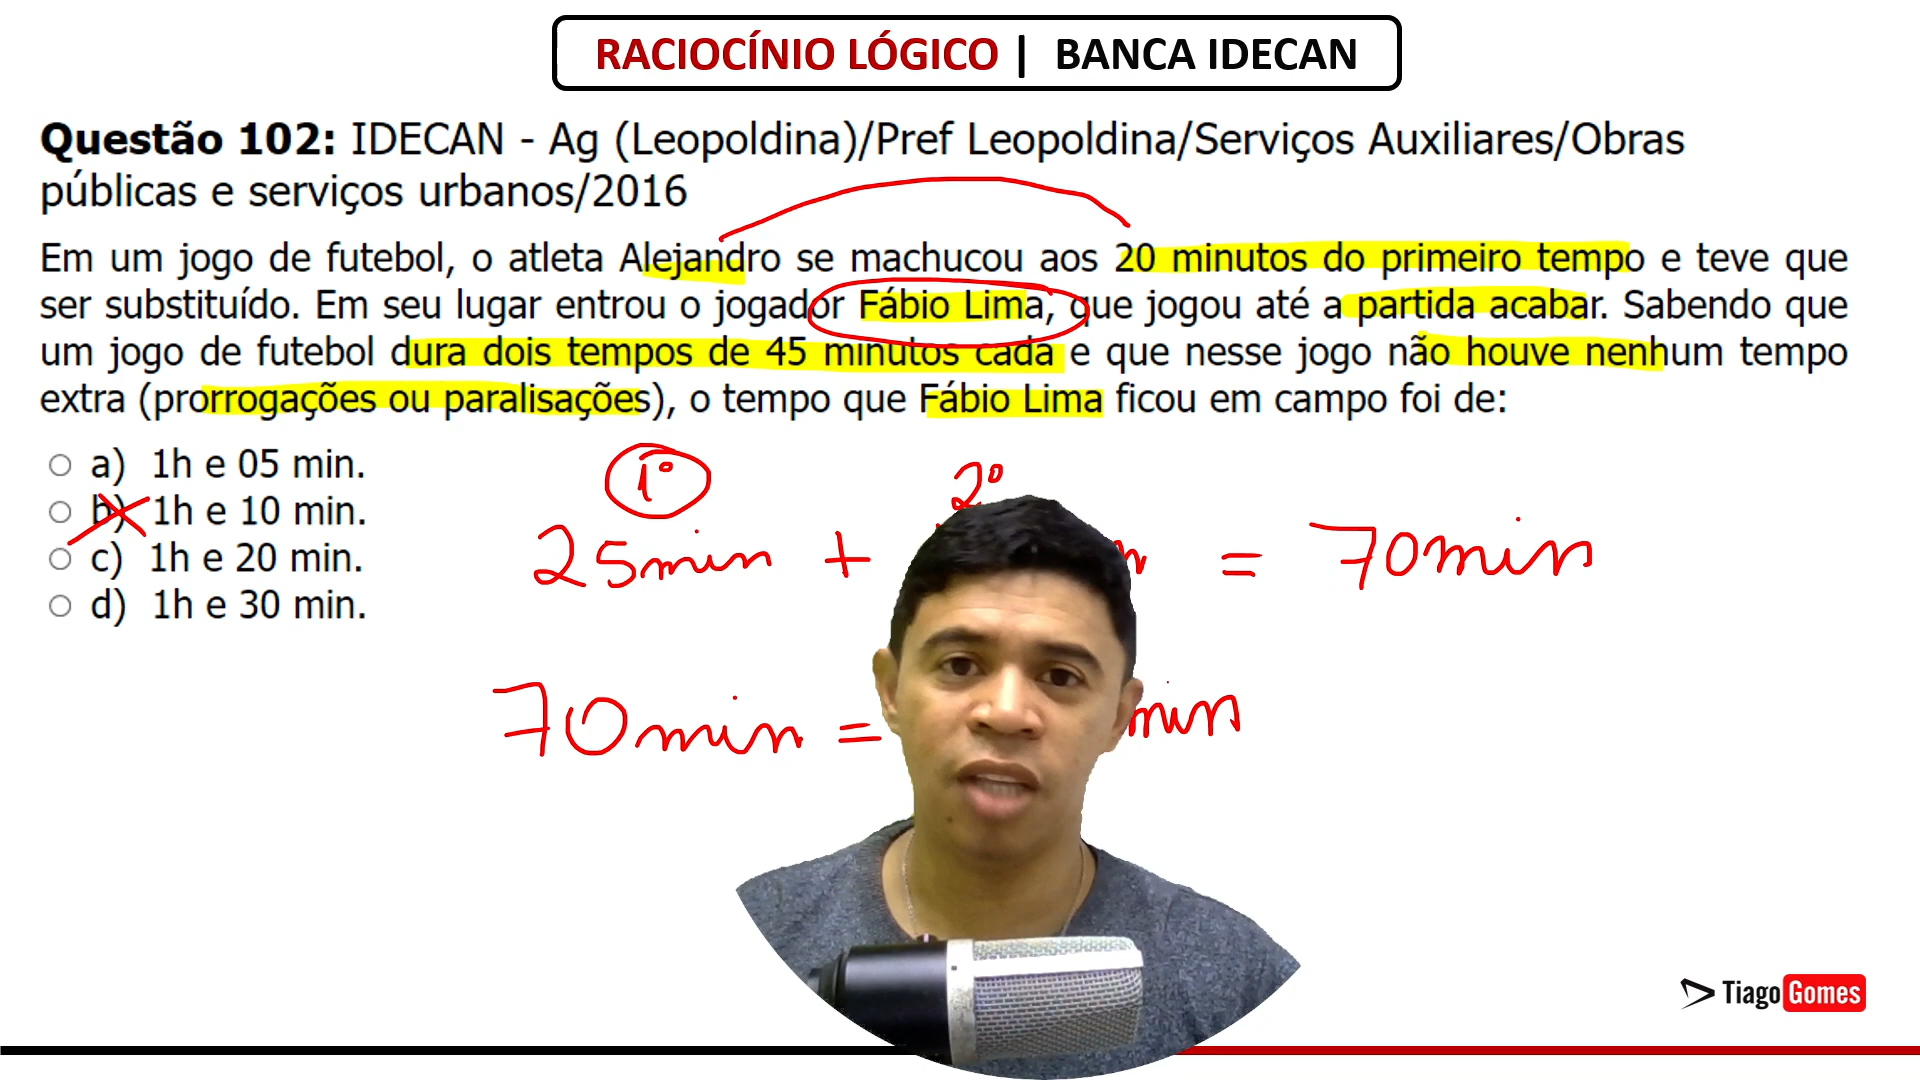 RACIOCÍNIO LÓGICO | BANCA IDECAN
Questão 102: IDECAN - Ag (Leopoldina)/Pref Leopoldina/Serviços Auxiliares/Obras
públicas e serviços urbanos/2016
Em um jogo de futebol, o atleta Alejandro se machucou aos 20 minutos do primeiro tempo e teve que
ser substituído. Em seu lugar entrou o jogador Fábio Lima, que jogou até a partida acabar. Sabendo que
um jogo de futebol dura dois tempos de 45 minutos cada e que nesse jogo não houve nenhum tempo
extra (prorrogações ou paralisações), o tempo que Fábio Lima ficou em campo foi de:
a) 1h e 05 min.
b) 1h e 10 min.
c) 1h e 20 min.
d) 1h e 30 min.
1º 2º
25min + = 70min
70min = min
Tiago Gomes